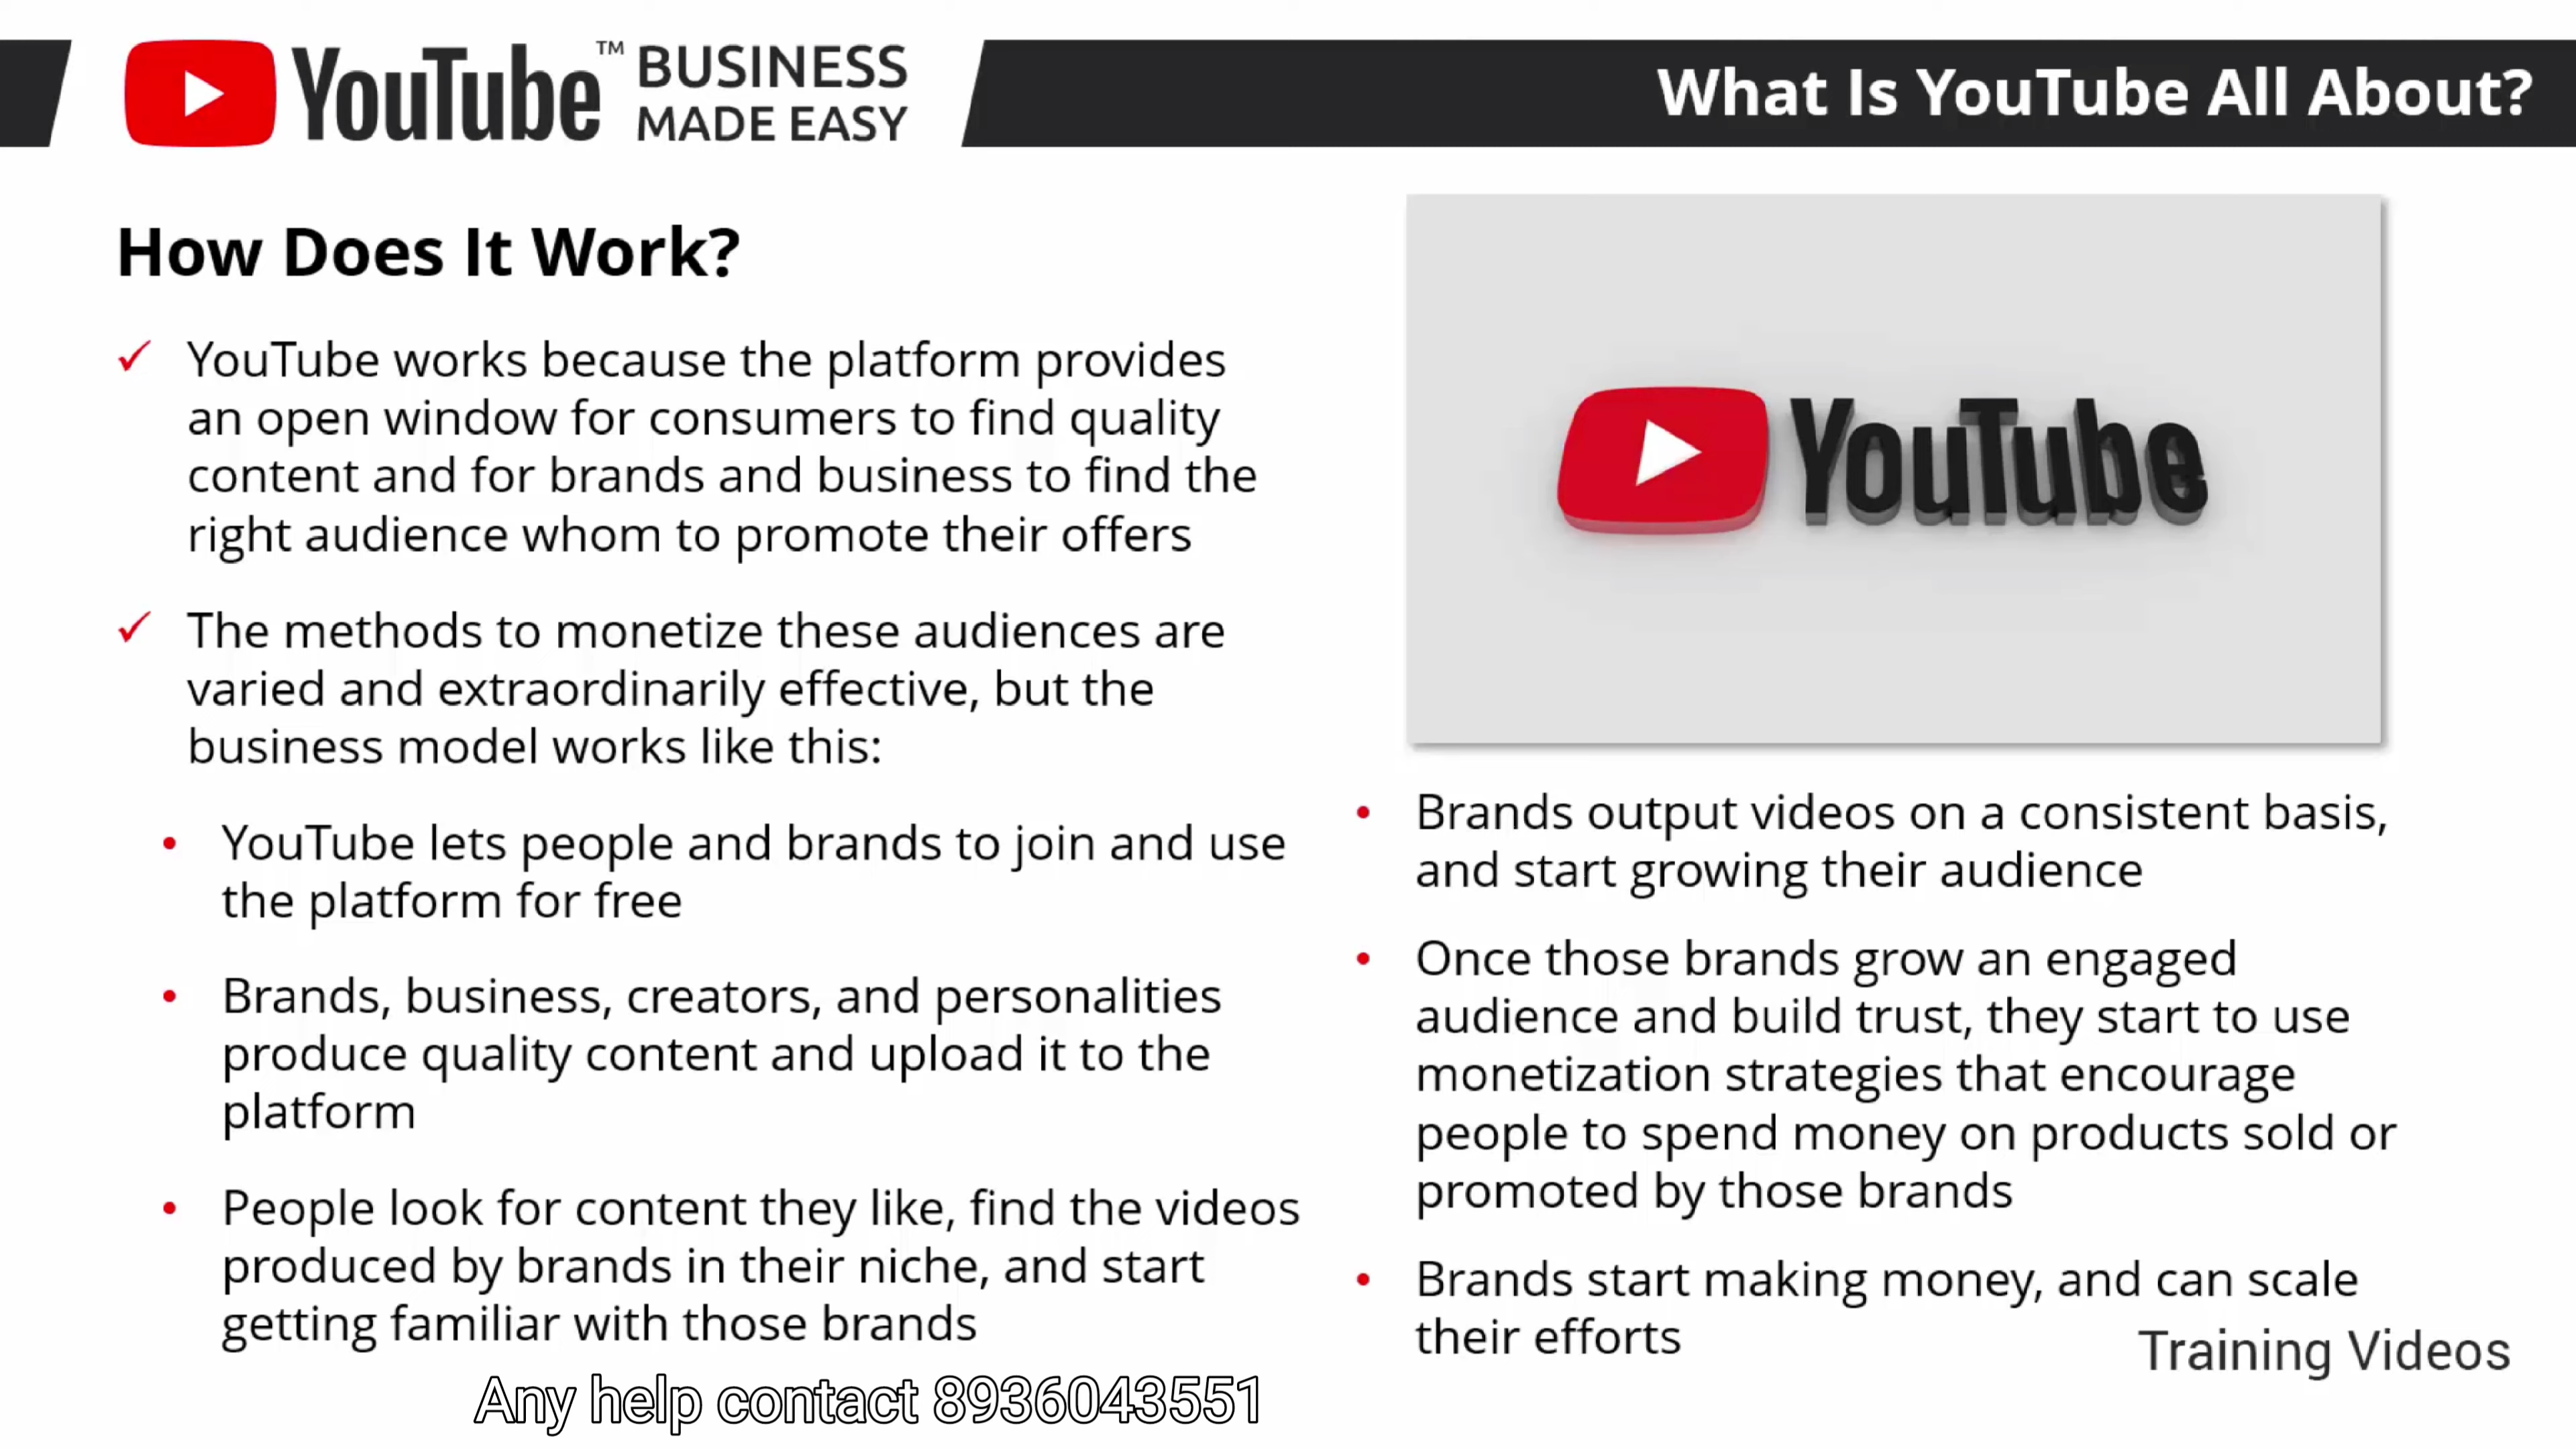 YouTube™ BUSINESS
MADE EASY
What Is YouTube All About?
How Does It Work?
✓ YouTube works because the platform provides
an open window for consumers to find quality
content and for brands and business to find the
right audience whom to promote their offers
✓ The methods to monetize these audiences are
varied and extraordinarily effective, but the
business model works like this:
• YouTube lets people and brands to join and use
the platform for free
• Brands, business, creators, and personalities
produce quality content and upload it to the
platform
• People look for content they like, find the videos
produced by brands in their niche, and start
getting familiar with those brands
YouTube
• Brands output videos on a consistent basis,
and start growing their audience
• Once those brands grow an engaged
audience and build trust, they start to use
monetization strategies that encourage
people to spend money on products sold or
promoted by those brands
• Brands start making money, and can scale
their efforts
Training Videos
Any help contact 8936043551